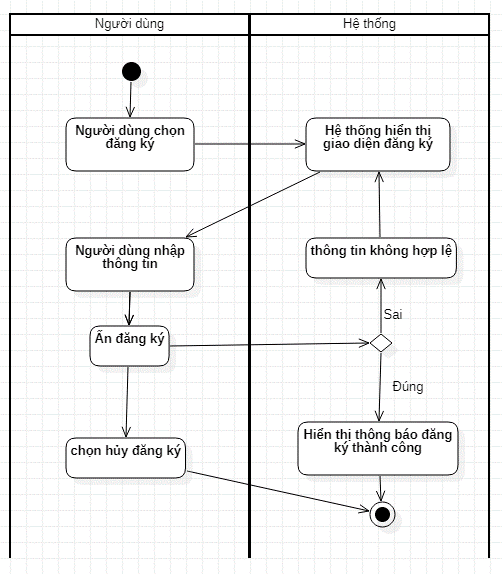 Người dùng
Hệ thống
Người dùng chọn
đăng ký
Hệ thống hiển thị
giao diện đăng ký
Người dùng nhập
thông tin
thông tin không hợp lệ
Ấn đăng ký
Sai
Đúng
chọn hủy đăng ký
Hiển thị thông báo đăng
ký thành công